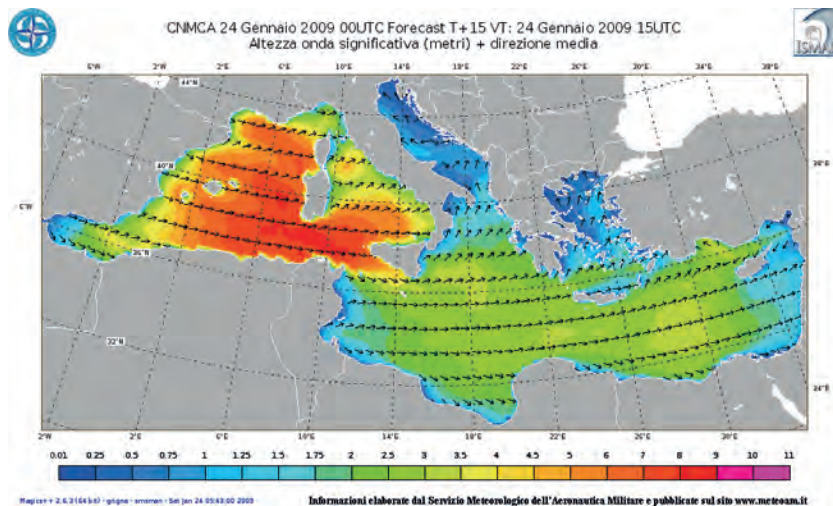 CNMCA 24 Gennaio 2009 00UTC Forecast T+15 VT: 24 Gennaio 2009 15UTC
Altezza onda significativa (metri) + direzione media
6°W 2°W 2°E 6°E 10°E 14°E 18°E 22°E 26°E 30°E 34°E 38°E
44°N
40°N
36°N
36°N
32°N
24°E
2°W 2°E 6°E 10°E 14°E 18°E 22°E 26°E 30°E
0.01 0.25 0.5 0.75 1 1.25 1.5 1.75 2 2.5 3 3.5 4 4.5 5 6 7 8 9 10 11
Informazioni elaborate dal Servizio Meteorologico dell'Aeronautica Militare e pubblicate sul sito www.meteoam.it